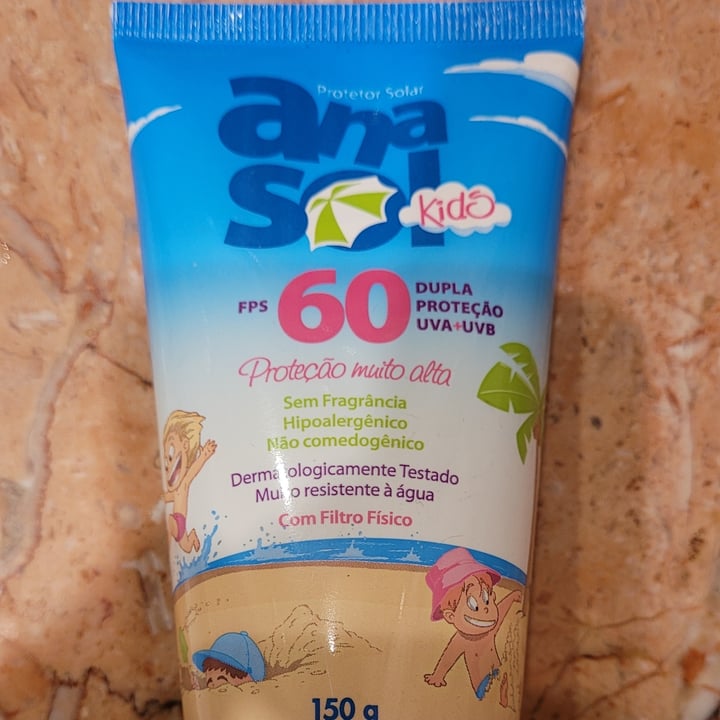 Protetor Solar
ana
sol
Kids
FPS 60 DUPLA
PROTEÇÃO
UVA+UVB
Proteção muito alta
Sem Fragrância
Hipoalergênico
Não comedogênico
Dermatologicamente Testado
Muito resistente à água
Com Filtro Físico
150 g